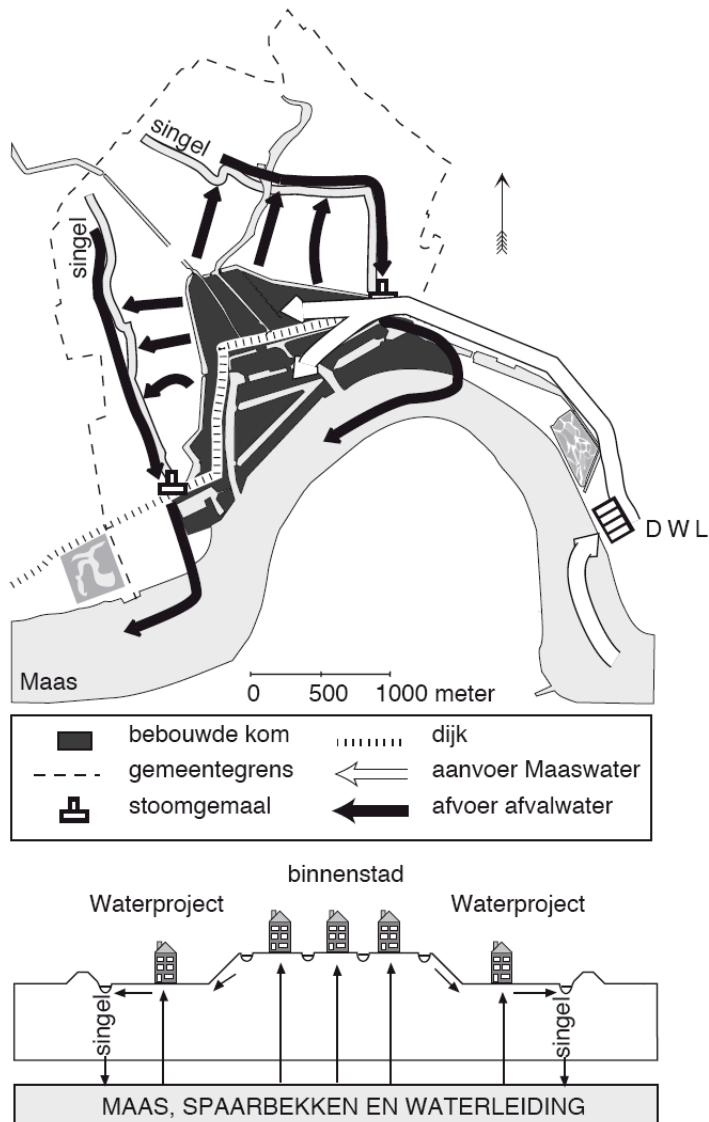 singel
singel
D W L
Maas
0 500 1000 meter
bebouwde kom
dijk
gemeentegrens
aanvoer Maaswater
stoomgemaal
afvoer afvalwater
binnenstad
Waterproject
Waterproject
singel
singel
MAAS, SPAARBEKKEN EN WATERLEIDING